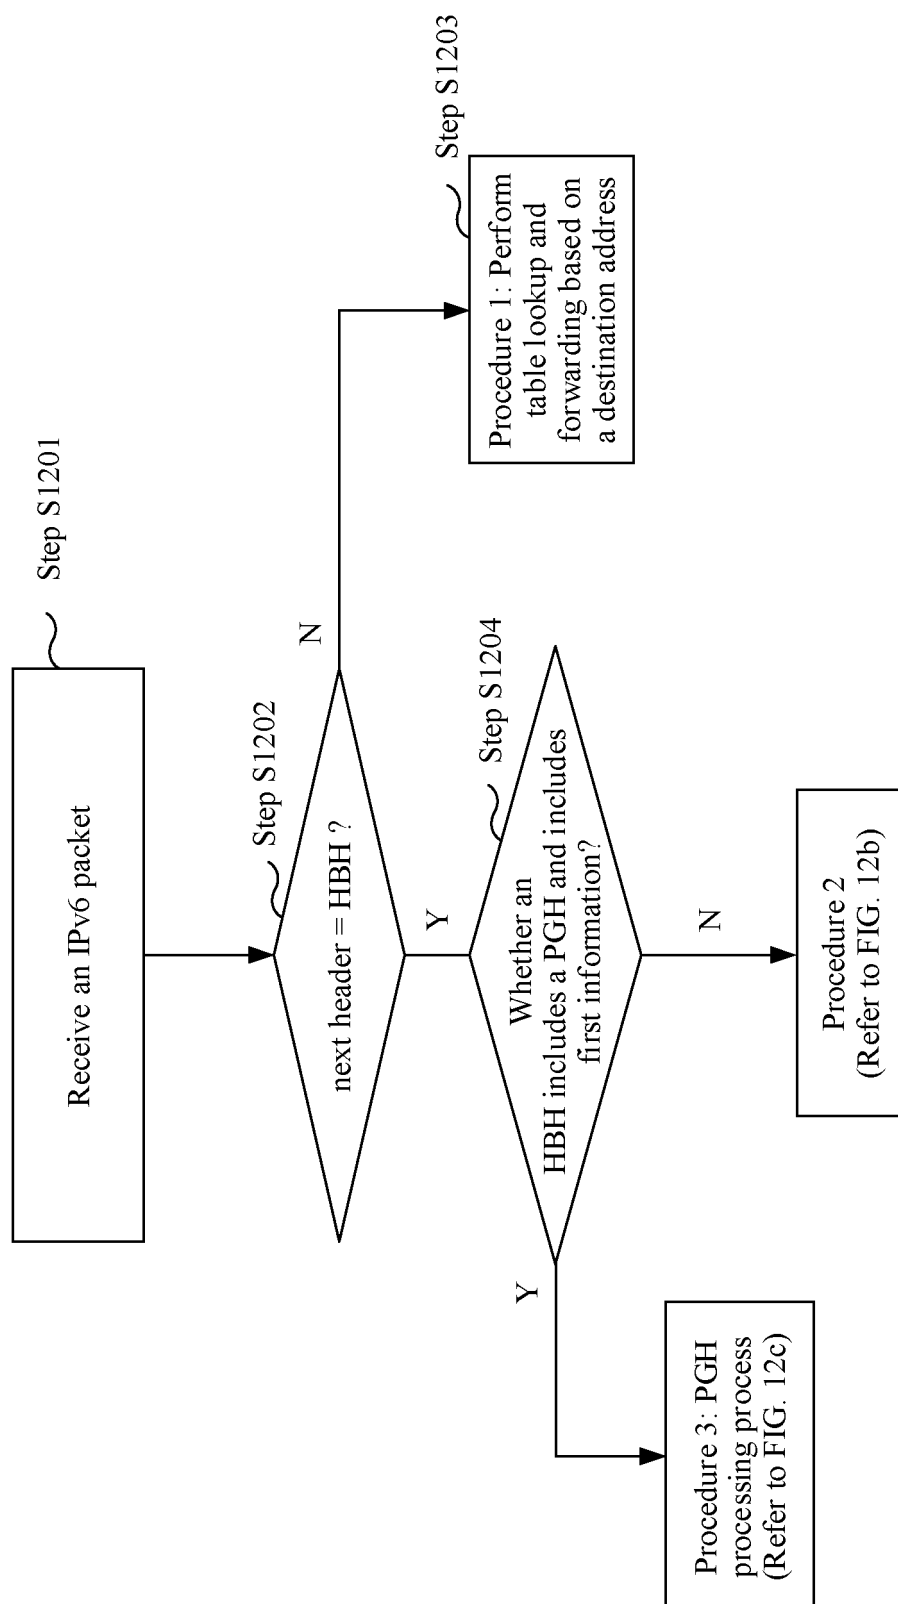 Receive an IPv6 packet
Step S1201
next header = HBH ?
Step S1202
N
Y
Procedure 1: Perform
table lookup and
forwarding based on
a destination address
Step S1203
Whether an
HBH includes a PGH and includes
first information?
Step S1204
Y
N
Procedure 3: PGH
processing process
(Refer to FIG. 12c)
Procedure 2
(Refer to FIG. 12b)